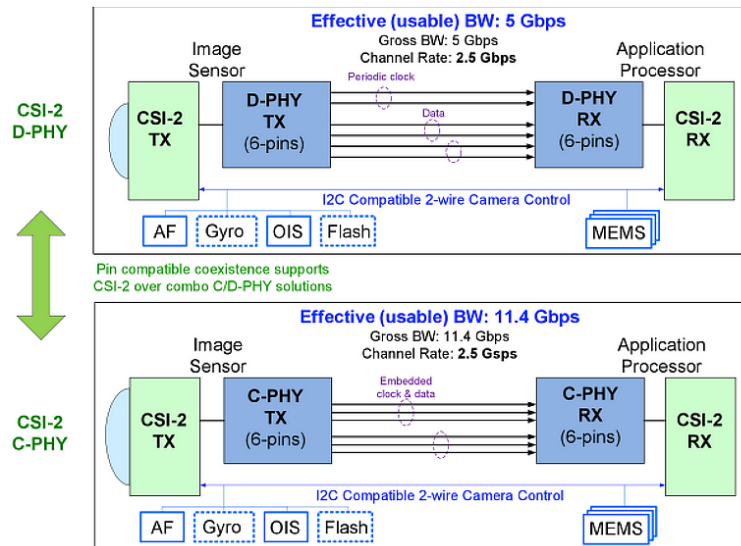 Effective (usable) BW: 5 Gbps
Gross BW: 5 Gbps
Channel Rate: 2.5 Gbps
Image
Sensor
Application
Processor
CSI-2
D-PHY
CSI-2
TX
D-PHY
TX
(6-pins)
Periodic clock
Data
D-PHY
RX
(6-pins)
CSI-2
RX
I2C Compatible 2-wire Camera Control
AF
Gyro
OIS
Flash
MEMS
Pin compatible coexistence supports
CSI-2 over combo C/D-PHY solutions
Effective (usable) BW: 11.4 Gbps
Gross BW: 11.4 Gbps
Channel Rate: 2.5 Gsps
Image
Sensor
Application
Processor
CSI-2
C-PHY
CSI-2
TX
C-PHY
TX
(6-pins)
Embedded
clock & data
C-PHY
RX
(6-pins)
CSI-2
RX
I2C Compatible 2-wire Camera Control
AF
Gyro
OIS
Flash
MEMS